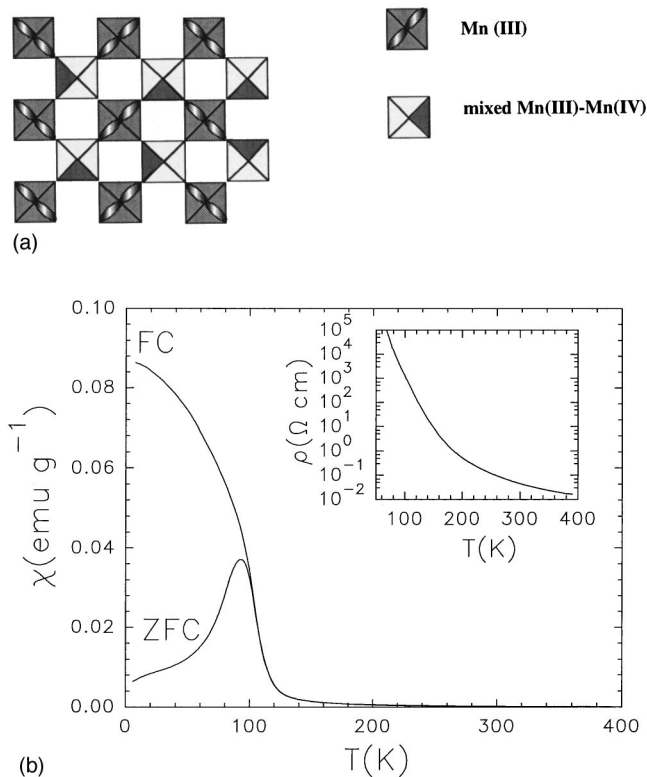 Mn (III)
mixed Mn(III)-Mn(IV)
(a)
0.10
0.08
0.06
0.04
0.02
0.00
χ(emu g⁻¹)
FC
ZFC
0
100
200
300
400
T(K)
10⁵
10⁴
10³
10²
10¹
10⁰
10⁻¹
10⁻²
ρ(Ω cm)
100
200
300
400
T(K)
(b)